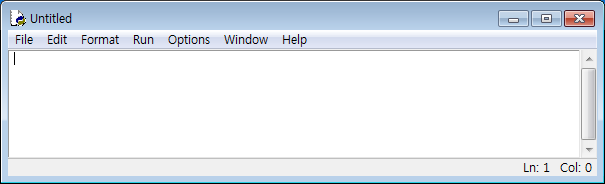 Untitled
File Edit Format Run Options Window Help
Ln: 1 Col: 0